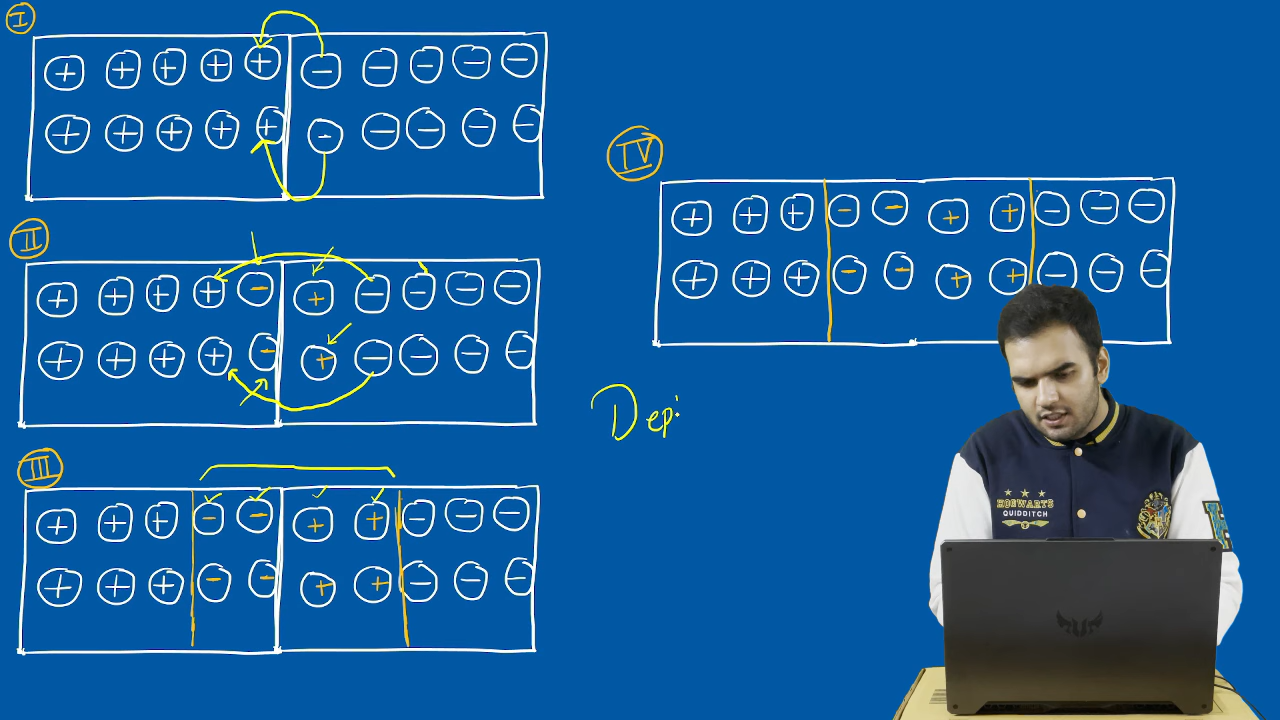 I
+ + + + + − − − − −
+ + + + + − − − − −
II
+ + + + − + − − − −
+ + + + − + − − − −
III
+ + + − − + + − − −
+ + + − − + + − − −
IV
+ + + − − + + − − −
+ + + − − + + − − −
Dep
HOGWARTS
QUIDDITCH